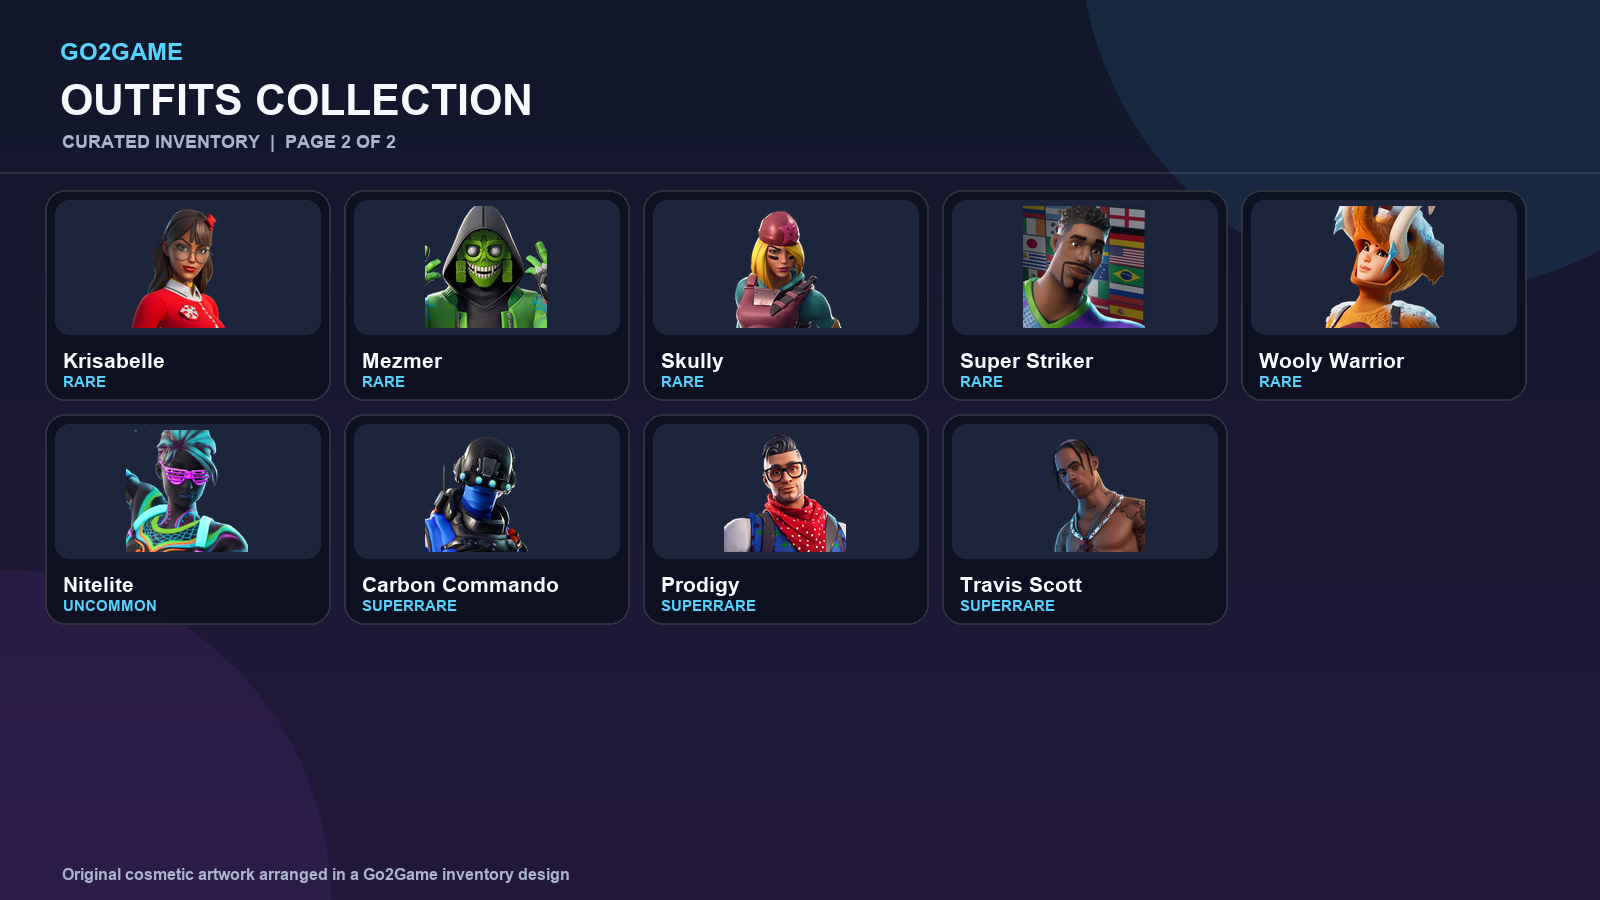 GO2GAME
OUTFITS COLLECTION
CURATED INVENTORY | PAGE 2 OF 2
Krisabelle
RARE
Mezmer
RARE
Skully
RARE
Super Striker
RARE
Wooly Warrior
RARE
Nitelite
UNCOMMON
Carbon Commando
SUPERRARE
Prodigy
SUPERRARE
Travis Scott
SUPERRARE
Original cosmetic artwork arranged in a Go2Game inventory design